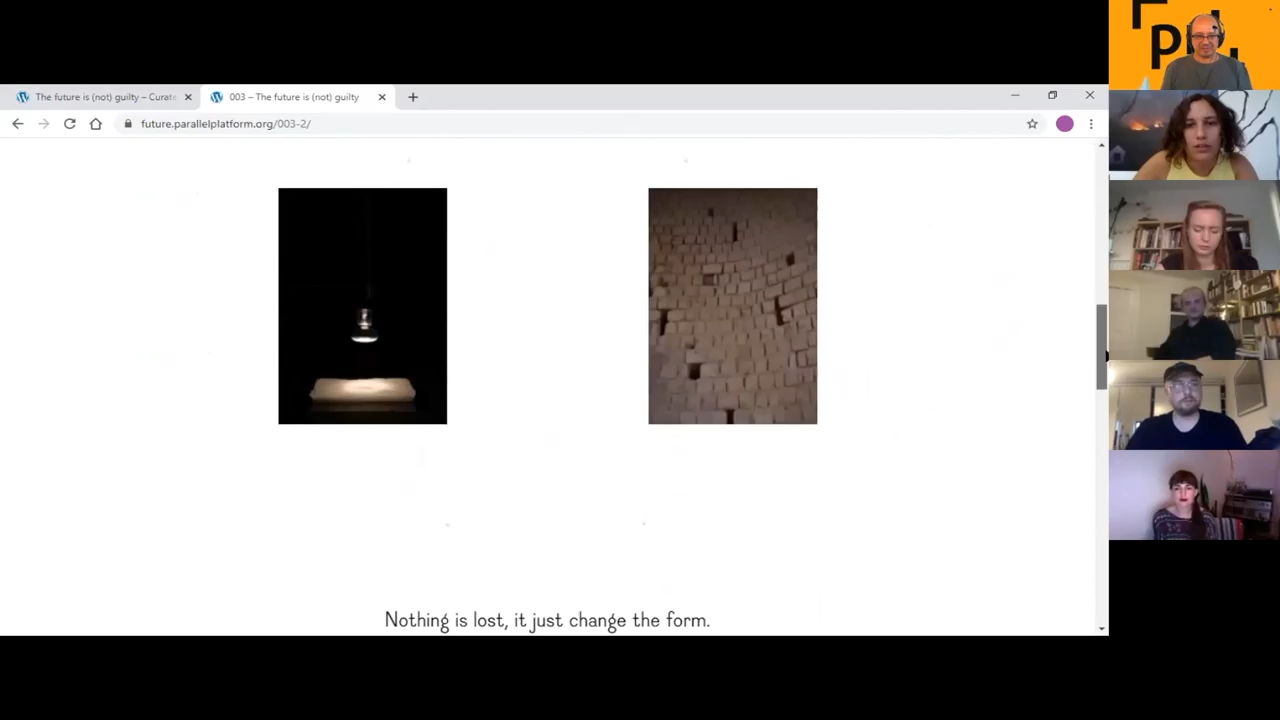 The future is (not) guilty – Curate
003 – The future is (not) guilty
future.parallelplatform.org/003-2/
Nothing is lost, it just change the form.